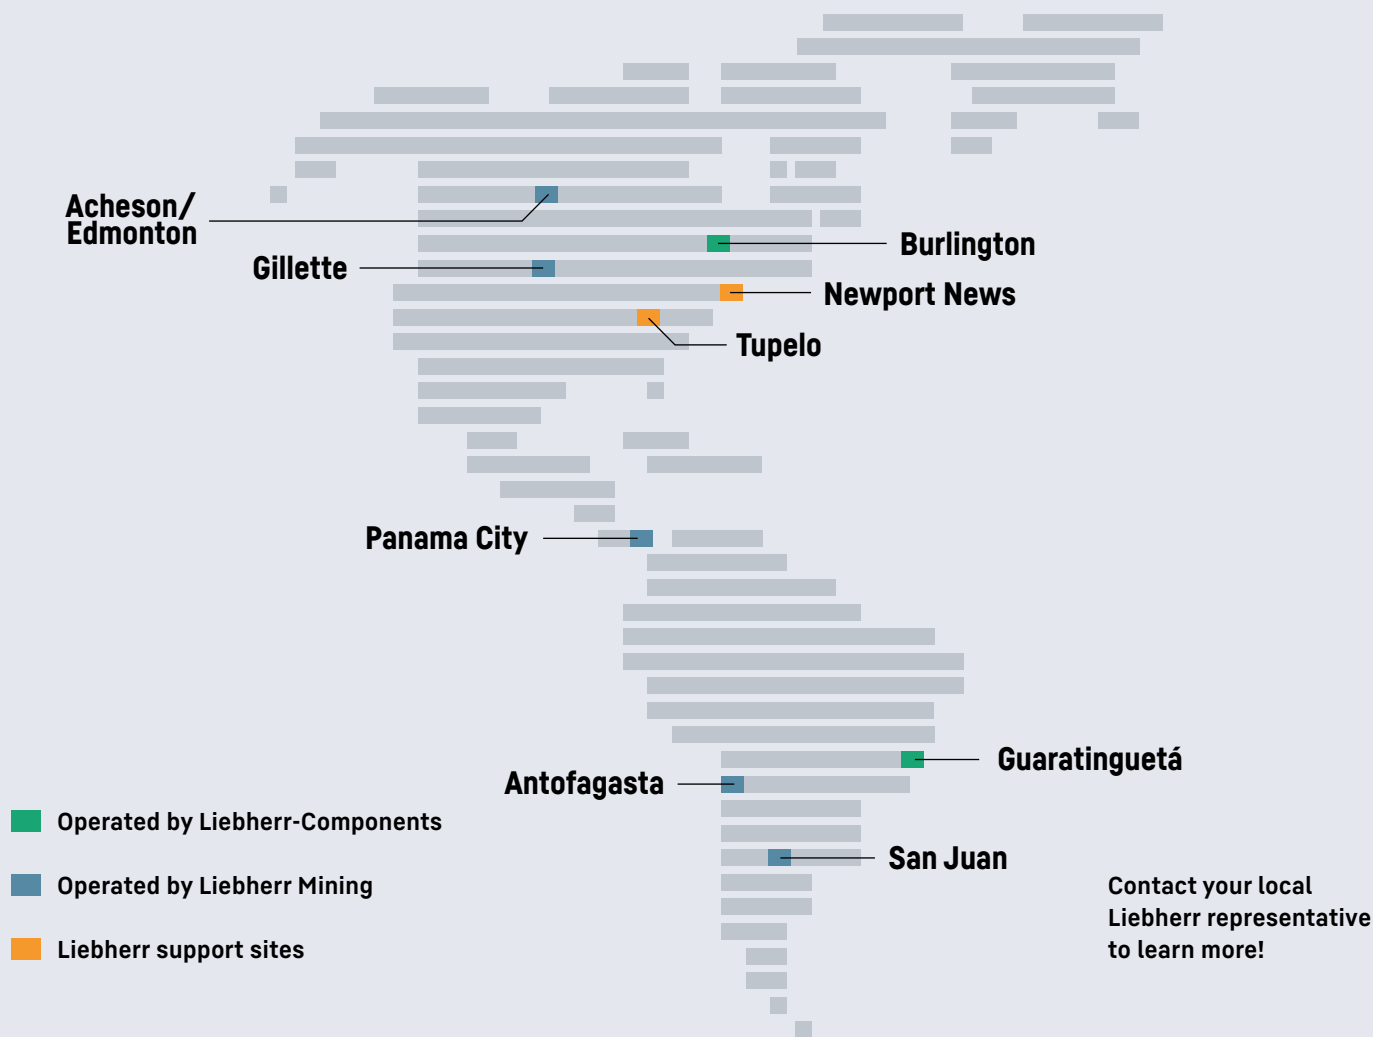 Acheson/
Edmonton
Burlington
Gillette
Newport News
Tupelo
Panama City
Guaratinguetá
Antofagasta
San Juan
Operated by Liebherr-Components
Operated by Liebherr Mining
Liebherr support sites
Contact your local
Liebherr representative
to learn more!